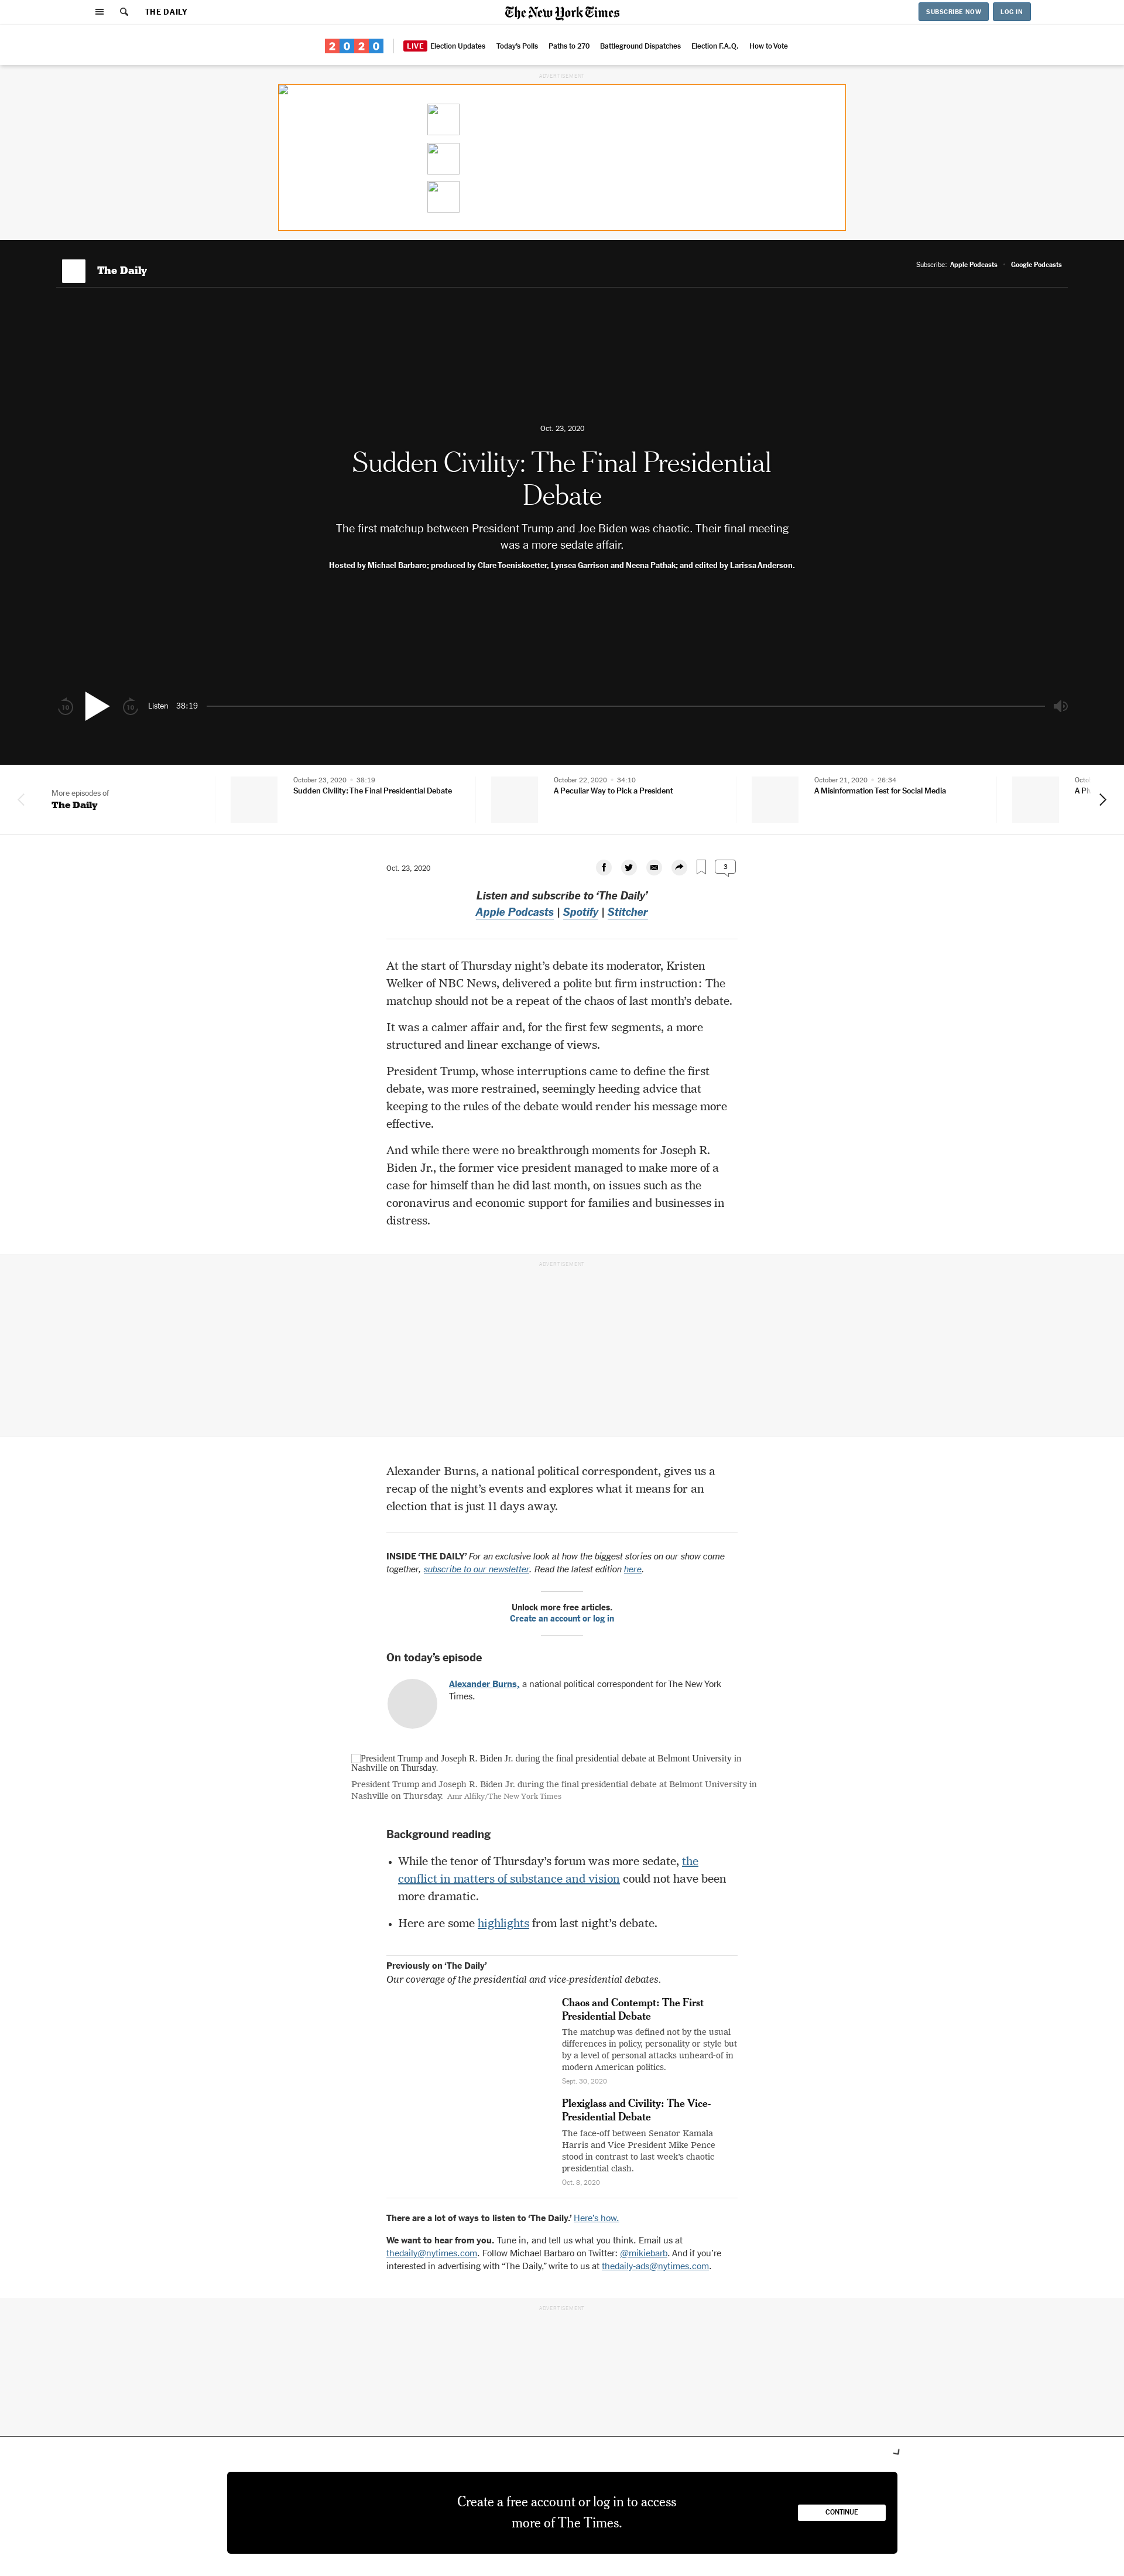 THE DAILY
The New York Times
SUBSCRIBE NOW
LOG IN
2020
LIVE Election Updates Today's Polls Paths to 270 Battleground Dispatches Election F.A.Q. How to Vote
ADVERTISEMENT
The Daily
Subscribe: Apple Podcasts • Google Podcasts
Oct. 23, 2020
Sudden Civility: The Final Presidential
Debate
The first matchup between President Trump and Joe Biden was chaotic. Their final meeting
was a more sedate affair.
Hosted by Michael Barbaro; produced by Clare Toeniskoetter, Lynsea Garrison and Neena Pathak; and edited by Larissa Anderson.
10
10
Listen 38:19
More episodes of
The Daily
October 23, 2020 • 38:19
Sudden Civility: The Final Presidential Debate
October 22, 2020 • 34:10
A Peculiar Way to Pick a President
October 21, 2020 • 26:34
A Misinformation Test for Social Media
Octo
A Pi
Oct. 23, 2020
3
Listen and subscribe to ‘The Daily’
Apple Podcasts | Spotify | Stitcher
At the start of Thursday night’s debate its moderator, Kristen
Welker of NBC News, delivered a polite but firm instruction: The
matchup should not be a repeat of the chaos of last month’s debate.
It was a calmer affair and, for the first few segments, a more
structured and linear exchange of views.
President Trump, whose interruptions came to define the first
debate, was more restrained, seemingly heeding advice that
keeping to the rules of the debate would render his message more
effective.
And while there were no breakthrough moments for Joseph R.
Biden Jr., the former vice president managed to make more of a
case for himself than he did last month, on issues such as the
coronavirus and economic support for families and businesses in
distress.
ADVERTISEMENT
Alexander Burns, a national political correspondent, gives us a
recap of the night’s events and explores what it means for an
election that is just 11 days away.
INSIDE ‘THE DAILY’ For an exclusive look at how the biggest stories on our show come
together, subscribe to our newsletter. Read the latest edition here.
Unlock more free articles.
Create an account or log in
On today’s episode
Alexander Burns, a national political correspondent for The New York
Times.
President Trump and Joseph R. Biden Jr. during the final presidential debate at Belmont University in
Nashville on Thursday.
President Trump and Joseph R. Biden Jr. during the final presidential debate at Belmont University in
Nashville on Thursday. Amr Alfiky/The New York Times
Background reading
• While the tenor of Thursday’s forum was more sedate, the
conflict in matters of substance and vision could not have been
more dramatic.
• Here are some highlights from last night’s debate.
Previously on ‘The Daily’
Our coverage of the presidential and vice-presidential debates.
Chaos and Contempt: The First
Presidential Debate
The matchup was defined not by the usual
differences in policy, personality or style but
by a level of personal attacks unheard-of in
modern American politics.
Sept. 30, 2020
Plexiglass and Civility: The Vice-
Presidential Debate
The face-off between Senator Kamala
Harris and Vice President Mike Pence
stood in contrast to last week’s chaotic
presidential clash.
Oct. 8, 2020
There are a lot of ways to listen to ‘The Daily.’ Here’s how.
We want to hear from you. Tune in, and tell us what you think. Email us at
thedaily@nytimes.com. Follow Michael Barbaro on Twitter: @mikiebarb. And if you’re
interested in advertising with “The Daily,” write to us at thedaily-ads@nytimes.com.
ADVERTISEMENT
Create a free account or log in to access
more of The Times.
CONTINUE